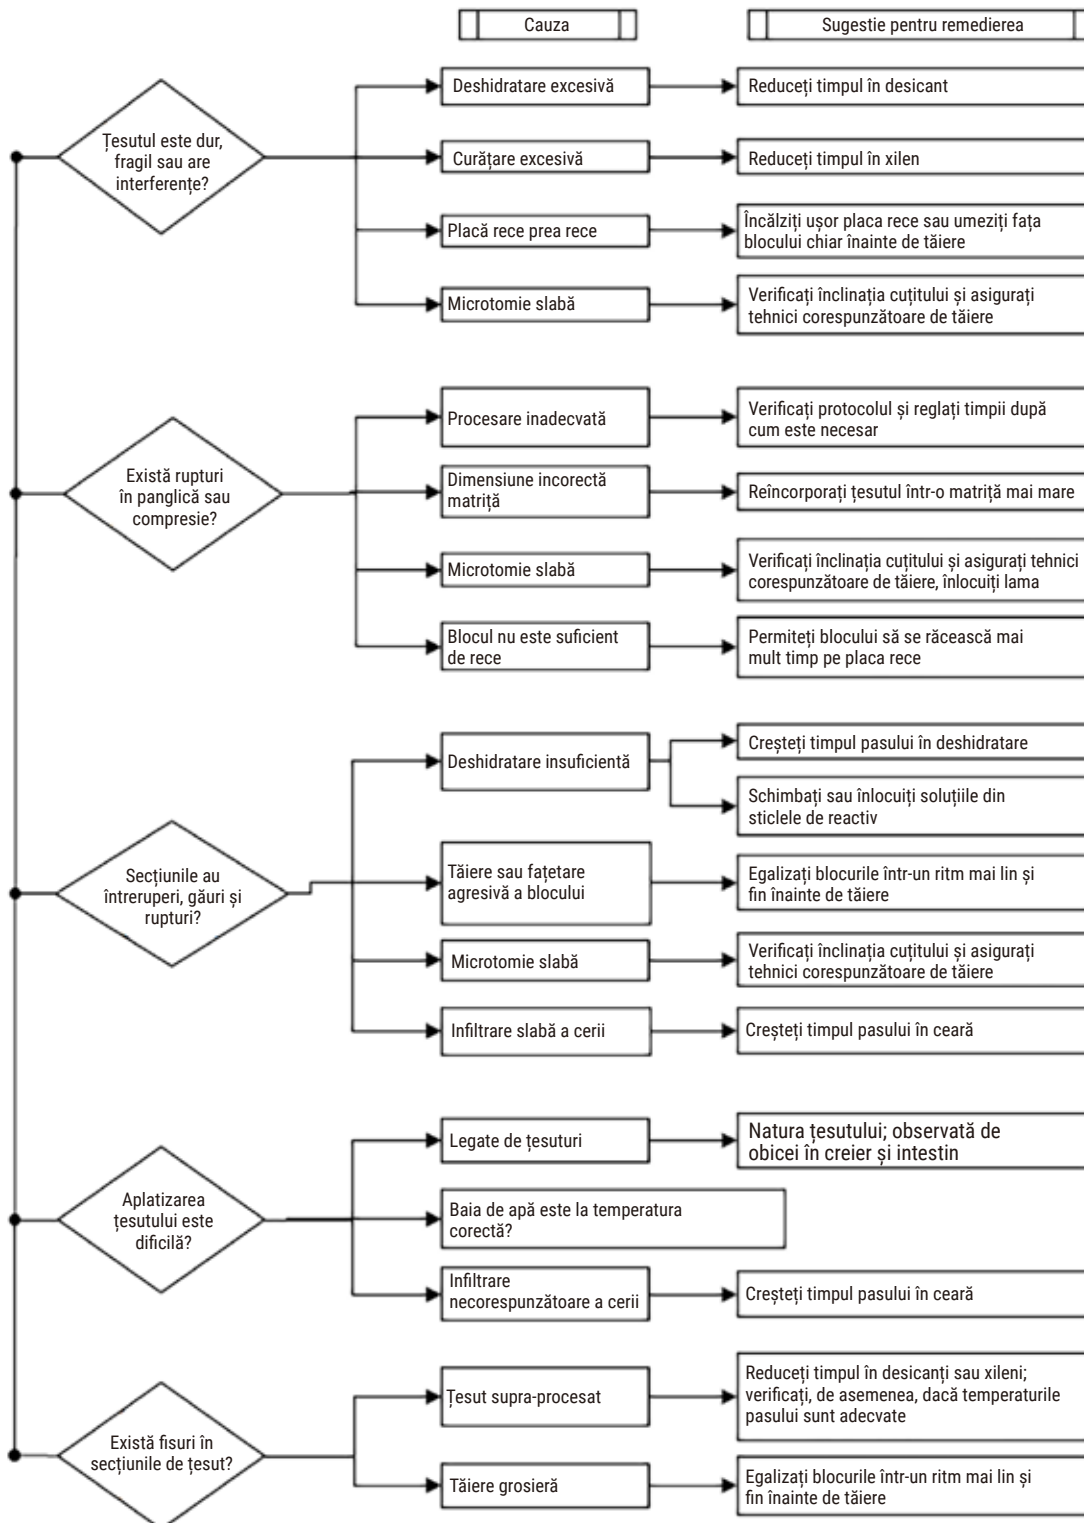 Cauza
Sugestie pentru remedierea
Țesutul este dur,
fragil sau are
interferențe?
Deshidratare excesivă
Reduceți timpul în desicant
Curățare excesivă
Reduceți timpul în xilen
Placă rece prea rece
Încălziți ușor placa rece sau umeziți fața
blocului chiar înainte de tăiere
Microtomie slabă
Verificați înclinația cuțitului și asigurați
tehnici corespunzătoare de tăiere
Există rupturi
în panglică sau
compresie?
Procesare inadecvată
Verificați protocolul și reglați timpii după
cum este necesar
Dimensiune incorectă
matriță
Reîncorporați țesutul într-o matriță mai mare
Microtomie slabă
Verificați înclinația cuțitului și asigurați tehnici
corespunzătoare de tăiere, înlocuiți lama
Blocul nu este suficient
de rece
Permiteți blocului să se răcească mai
mult timp pe placa rece
Secțiunile au
întreruperi, găuri și
rupturi?
Deshidratare insuficientă
Creșteți timpul pasului în deshidratare
Schimbați sau înlocuiți soluțiile din
sticlele de reactiv
Tăiere sau fațetare
agresivă a blocului
Egalizați blocurile într-un ritm mai lin și
fin înainte de tăiere
Microtomie slabă
Verificați înclinația cuțitului și asigurați
tehnici corespunzătoare de tăiere
Infiltrare slabă a cerii
Creșteți timpul pasului în ceară
Aplatizarea
țesutului este
dificilă?
Legate de țesuturi
Natura țesutului; observată de
obicei în creier și intestin
Baia de apă este la temperatura
corectă?
Infiltrare
necorespunzătoare a cerii
Creșteți timpul pasului în ceară
Există fisuri în
secțiunile de țesut?
Țesut supra-procesat
Reduceți timpul în desicanți sau xileni;
verificați, de asemenea, dacă temperaturile
pasului sunt adecvate
Tăiere grosieră
Egalizați blocurile într-un ritm mai lin și
fin înainte de tăiere